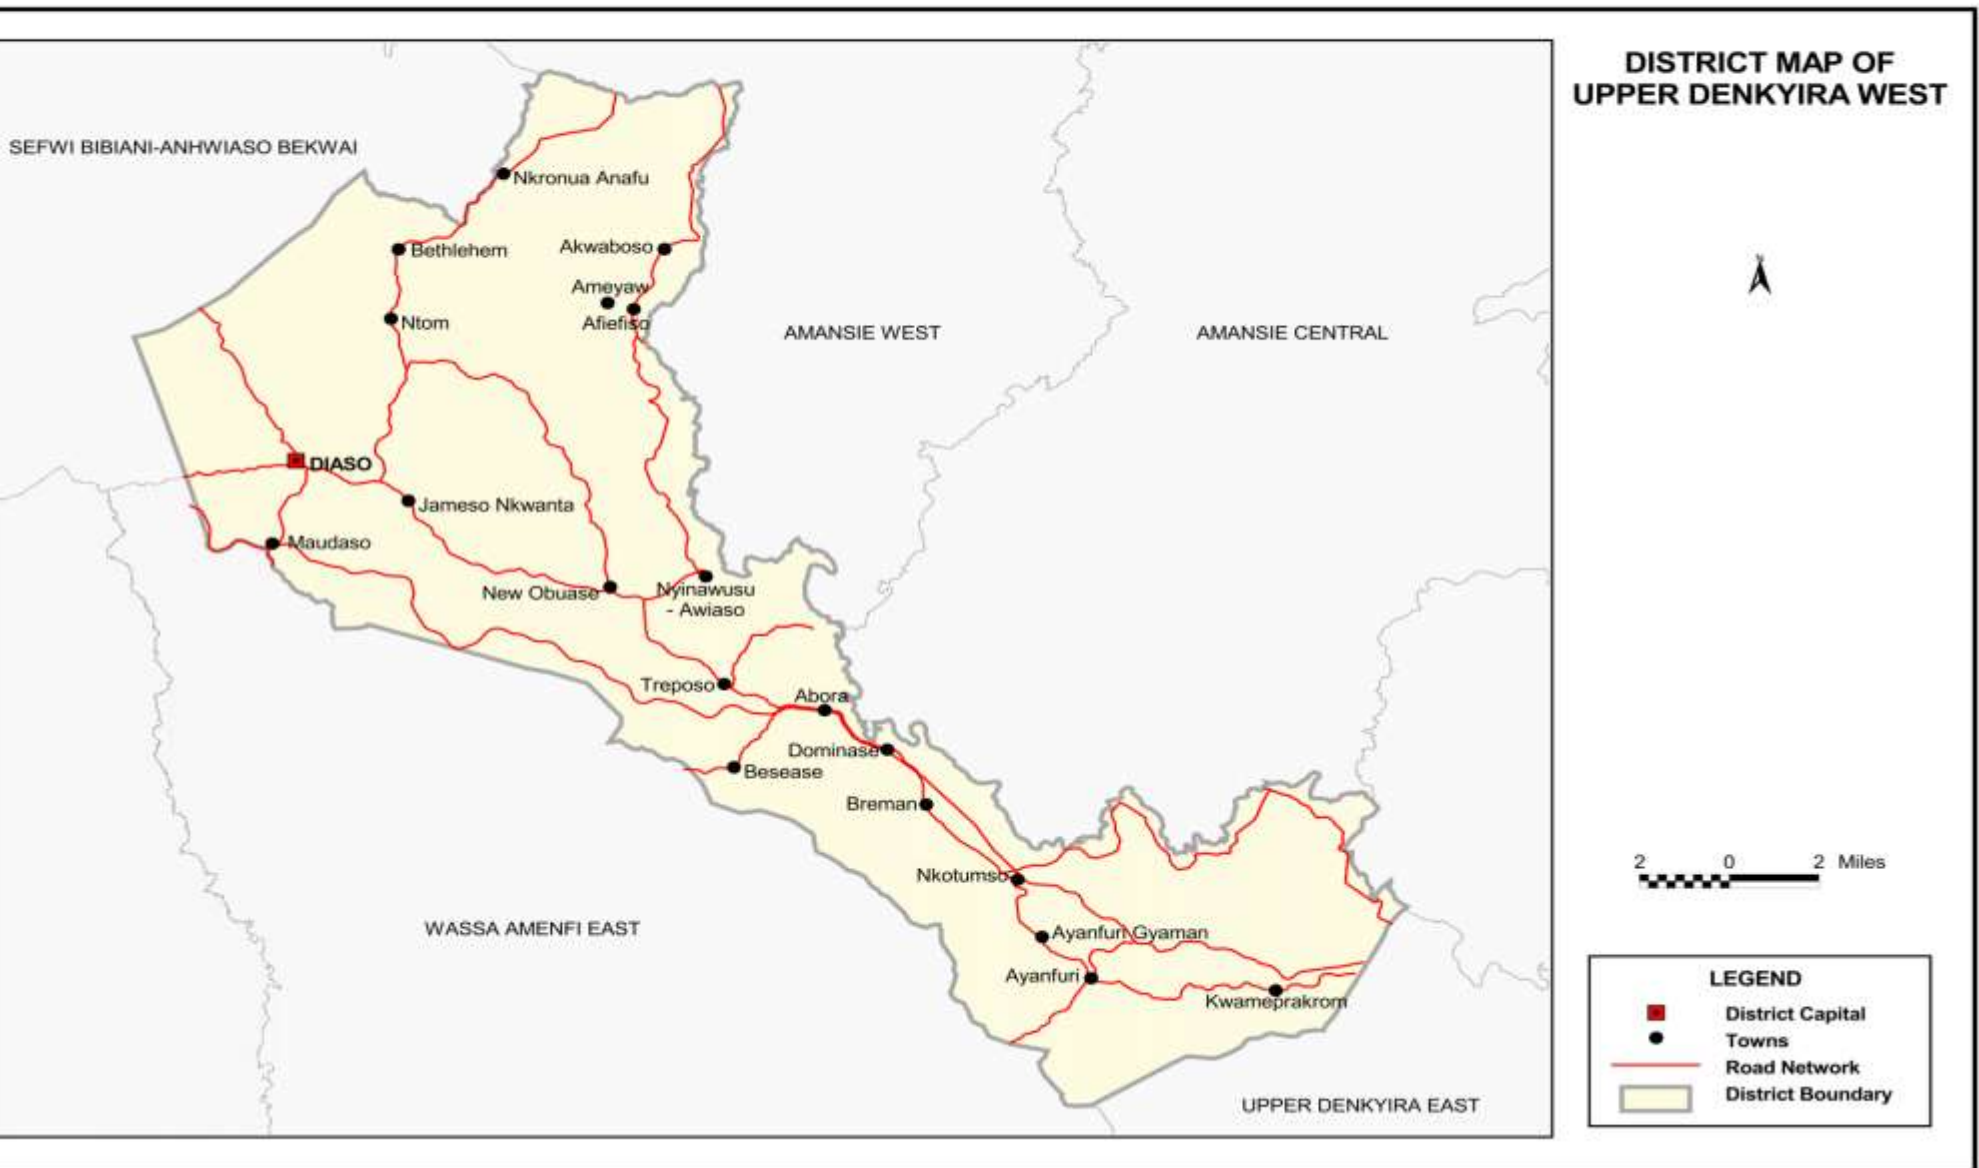 DISTRICT MAP OF
UPPER DENKYIRA WEST
SEFWI BIBIANI-ANHWIASO BEKWAI
Nkronua Anafu
Bethlehem
Akwaboso
Ameyaw
Ntom
Afiefiso
AMANSIE WEST
AMANSIE CENTRAL
DIASO
Jameso Nkwanta
Maudaso
New Obuase
Nyinawusu
- Awiaso
Treposo
Abora
Dominase
Besease
Breman
Nkotumso
WASSA AMENFI EAST
Ayanfuri Gyaman
Ayanfuri
Kwameprakrom
UPPER DENKYIRA EAST
N
2 0 2 Miles
LEGEND
District Capital
Towns
Road Network
District Boundary